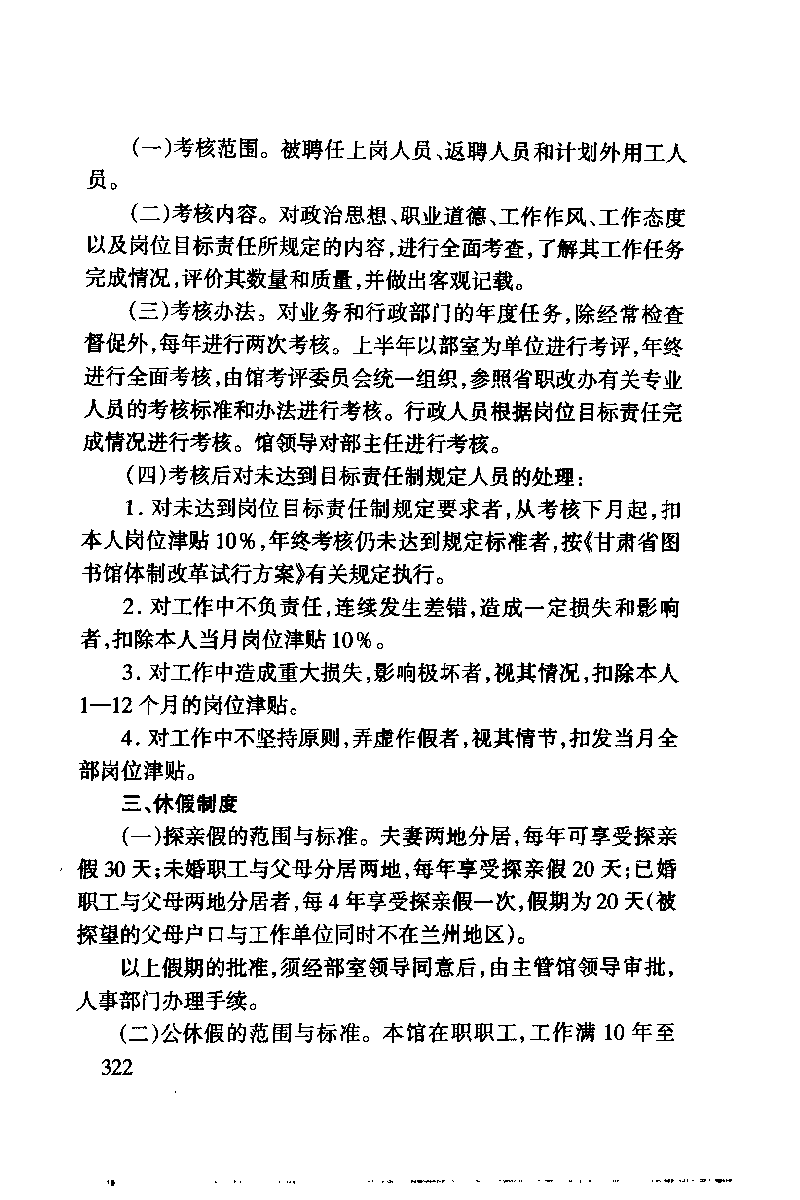 (一)考核范围。被聘任上岗人员、返聘人员和计划外用工人
员。
(二)考核内容。对政治思想、职业道德、工作作风、工作态度
以及岗位目标责任所规定的内容,进行全面考查,了解其工作任务
完成情况,评价其数量和质量,并做出客观记载。
(三)考核办法。对业务和行政部门的年度任务,除经常检查
督促外,每年进行两次考核。上半年以部室为单位进行考评,年终
进行全面考核,由馆考评委员会统一组织,参照省职改办有关专业
人员的考核标准和办法进行考核。行政人员根据岗位目标责任完
成情况进行考核。馆领导对部主任进行考核。
(四)考核后对未达到目标责任制规定人员的处理:
1. 对未达到岗位目标责任制规定要求者,从考核下月起,扣
本人岗位津贴10%,年终考核仍未达到规定标准者,按《甘肃省图
书馆体制改革试行方案》有关规定执行。
2. 对工作中不负责任,连续发生差错,造成一定损失和影响
者,扣除本人当月岗位津贴10%。
3. 对工作中造成重大损失,影响极坏者,视其情况,扣除本人
1—12个月的岗位津贴。
4. 对工作中不坚持原则,弄虚作假者,视其情节,扣发当月全
部岗位津贴。
三、休假制度
(一)探亲假的范围与标准。夫妻两地分居,每年可享受探亲
假30天;未婚职工与父母分居两地,每年享受探亲假20天;已婚
职工与父母两地分居者,每4年享受探亲假一次,假期为20天(被
探望的父母户口与工作单位同时不在兰州地区)。
以上假期的批准,须经部室领导同意后,由主管馆领导审批,
人事部门办理手续。
(二)公休假的范围与标准。本馆在职职工,工作满10年至
322